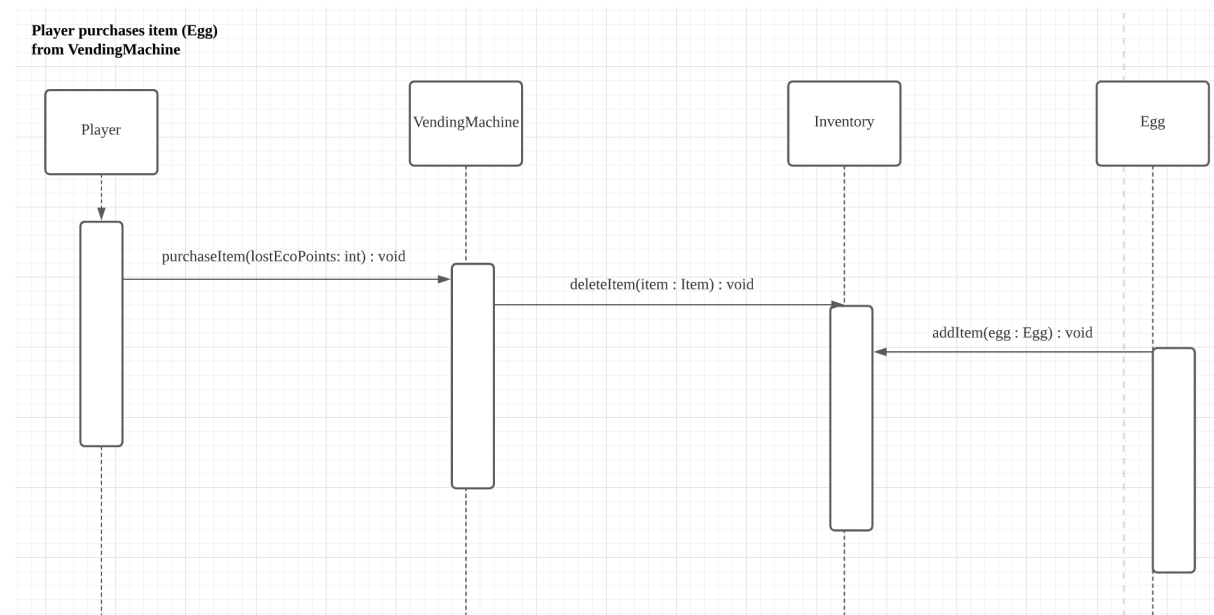 Player purchases item (Egg)
from VendingMachine
Player
VendingMachine
Inventory
Egg
purchaseItem(lostEcoPoints: int) : void
deleteItem(item : Item) : void
addItem(egg : Egg) : void